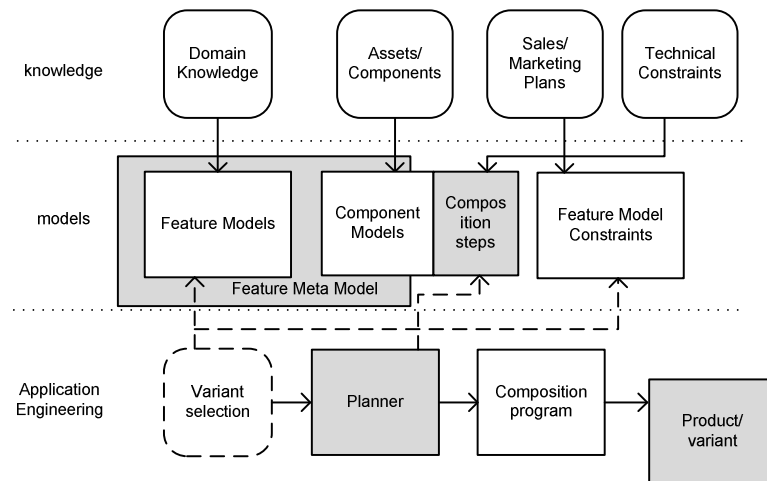 knowledge
Domain
Knowledge
Assets/
Components
Sales/
Marketing
Plans
Technical
Constraints
models
Feature Models
Component
Models
Compos
ition
steps
Feature Model
Constraints
Feature Meta Model
Application
Engineering
Variant
selection
Planner
Composition
program
Product/
variant